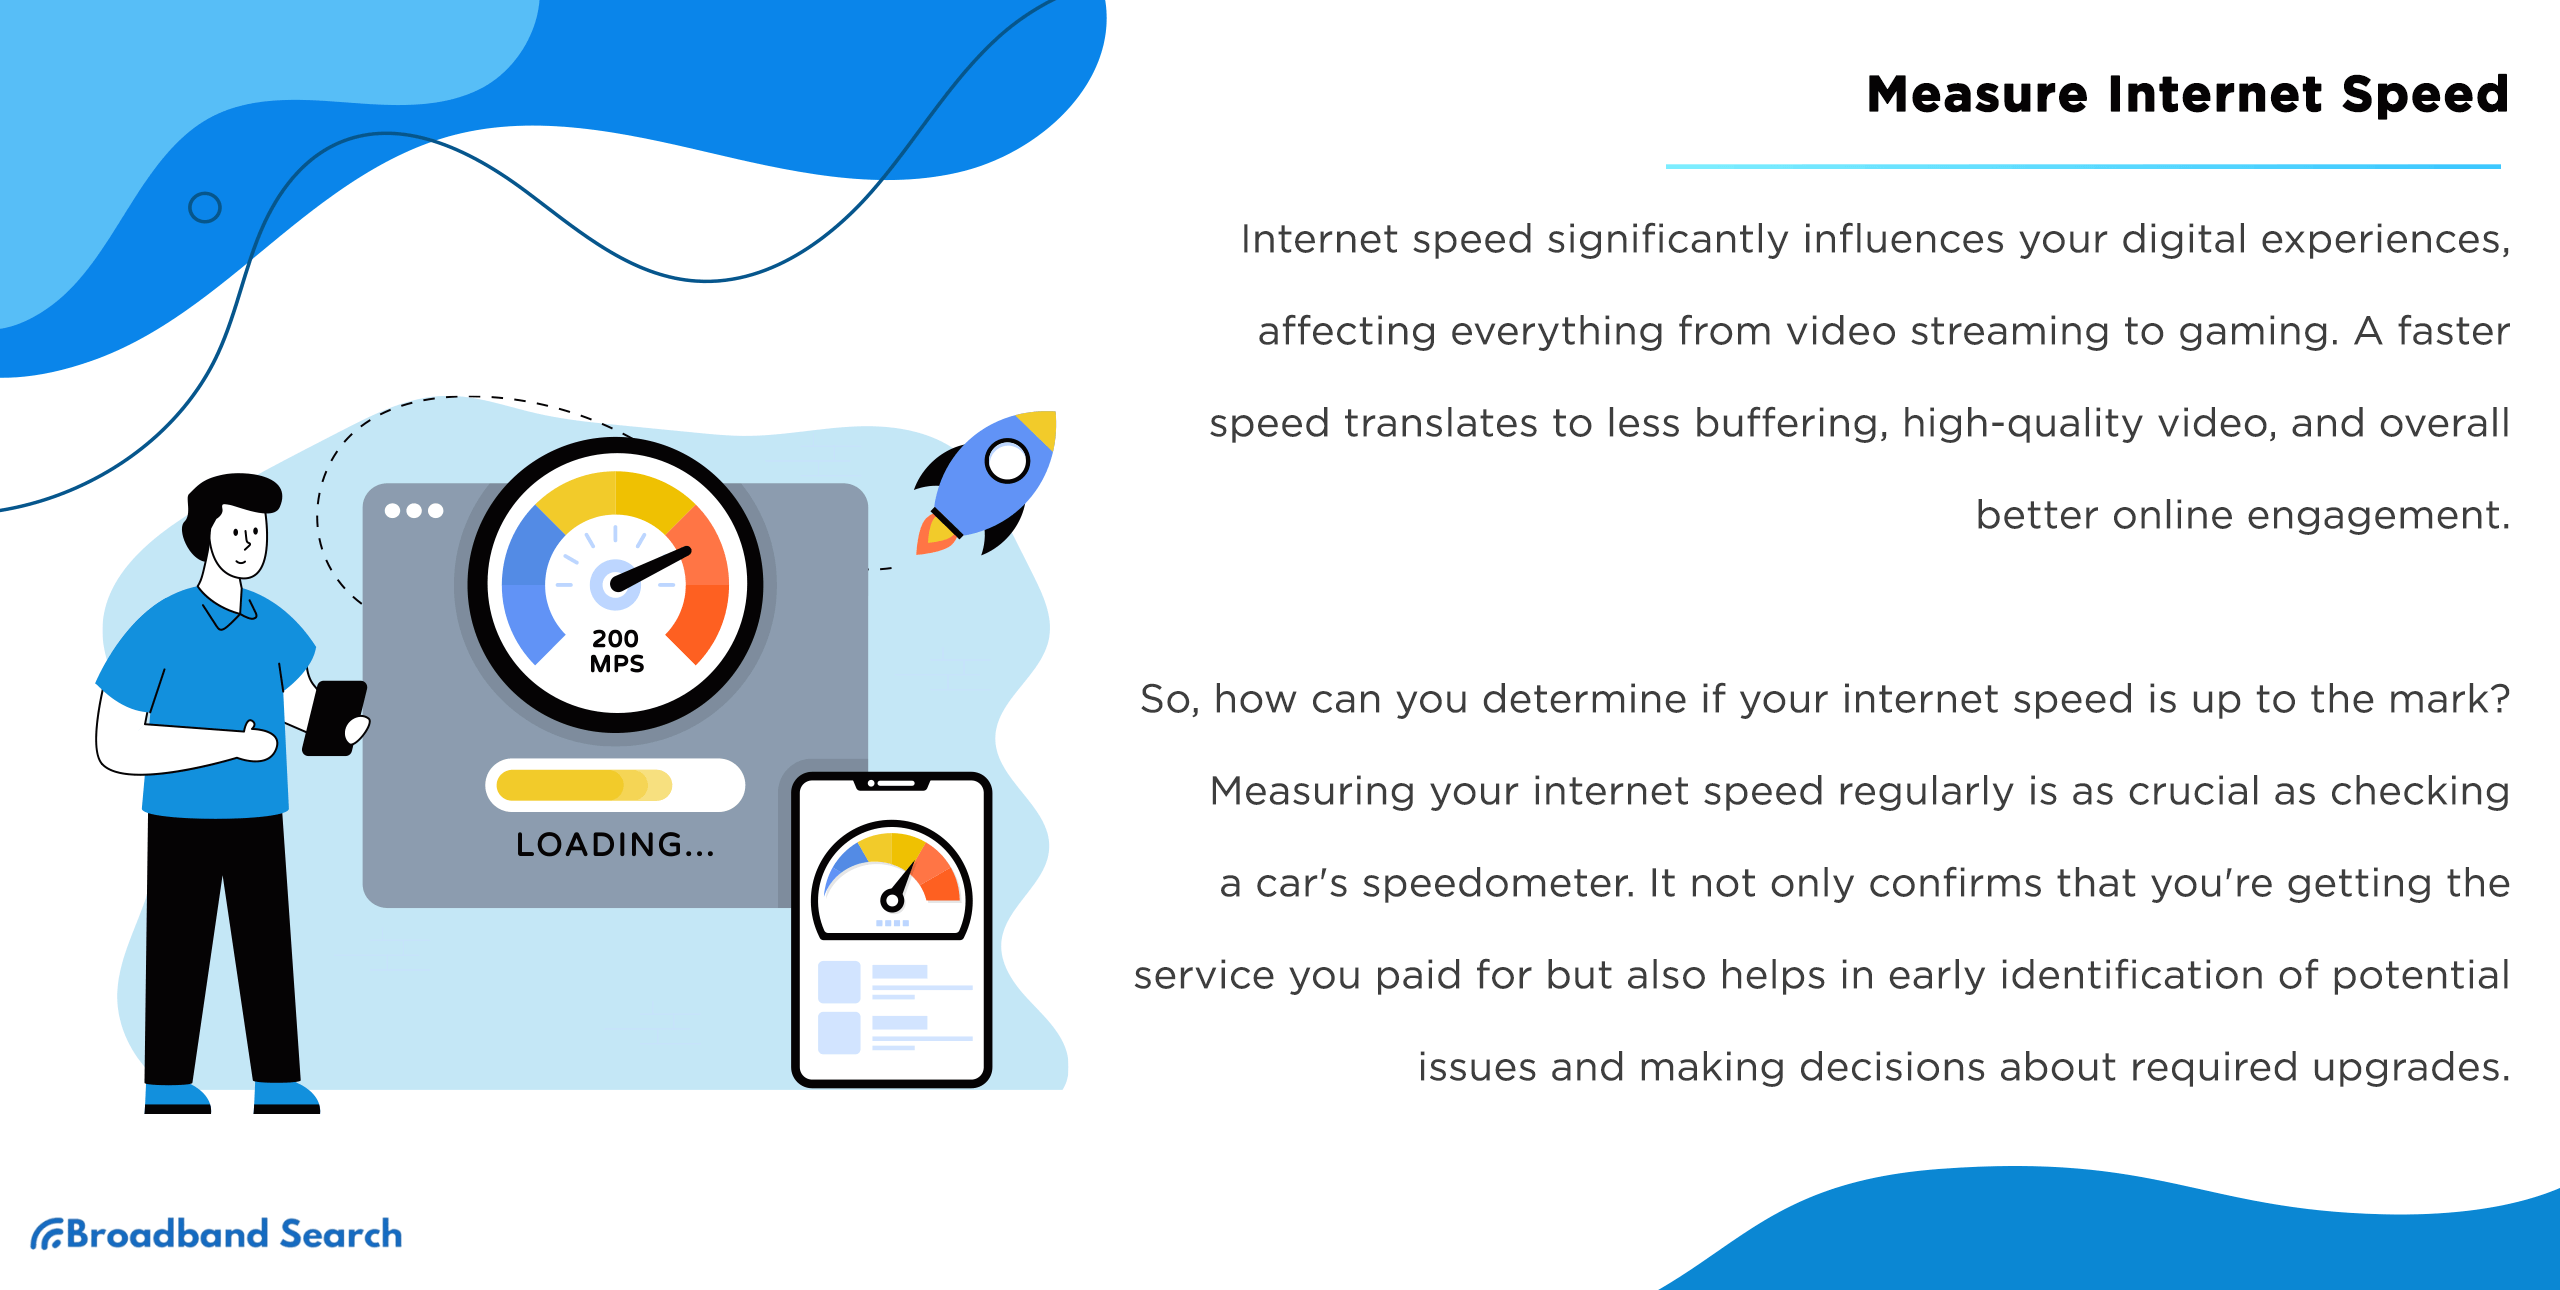 Measure Internet Speed
Internet speed significantly influences your digital experiences,
affecting everything from video streaming to gaming. A faster
speed translates to less buffering, high-quality video, and overall
better online engagement.
So, how can you determine if your internet speed is up to the mark?
Measuring your internet speed regularly is as crucial as checking
a car's speedometer. It not only confirms that you're getting the
service you paid for but also helps in early identification of potential
issues and making decisions about required upgrades.
200
MPS
LOADING...
Broadband Search